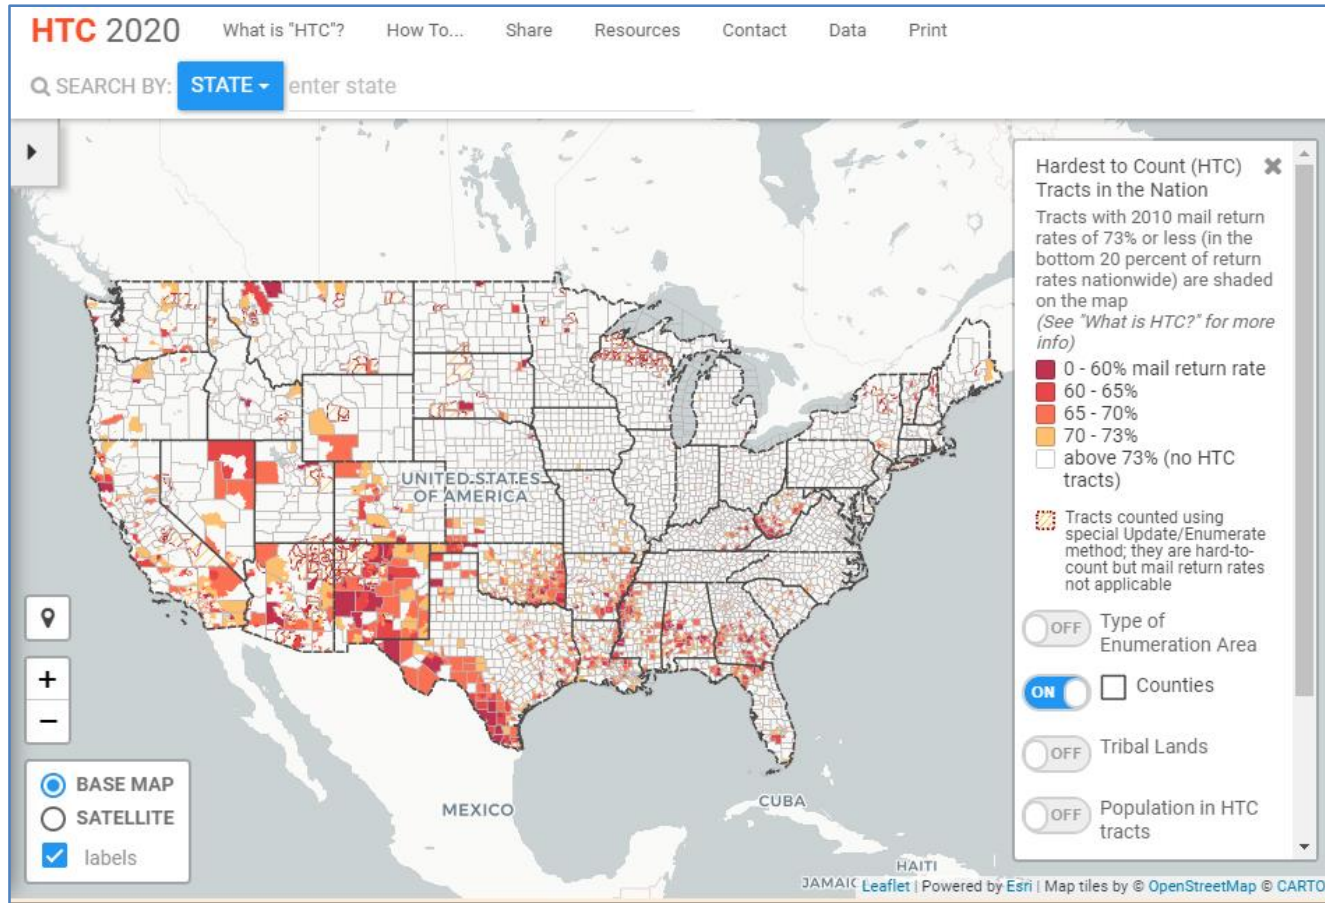 HTC 2020
What is "HTC"?
How To...
Share
Resources
Contact
Data
Print
SEARCH BY:
STATE
enter state
Hardest to Count (HTC)
Tracts in the Nation
Tracts with 2010 mail return
rates of 73% or less (in the
bottom 20 percent of return
rates nationwide) are shaded
on the map
(See "What is HTC?" for more
info)
0 - 60% mail return rate
60 - 65%
65 - 70%
70 - 73%
above 73% (no HTC
tracts)
Tracts counted using
special Update/Enumerate
method; they are hard-to-
count but mail return rates
not applicable
OFF
Type of
Enumeration Area
ON
Counties
OFF
Tribal Lands
OFF
Population in HTC
tracts
UNITED STATES
OF AMERICA
MEXICO
CUBA
HAITI
JAMAIC
+
−
BASE MAP
SATELLITE
labels
Leaflet | Powered by Esri | Map tiles by © OpenStreetMap © CARTO